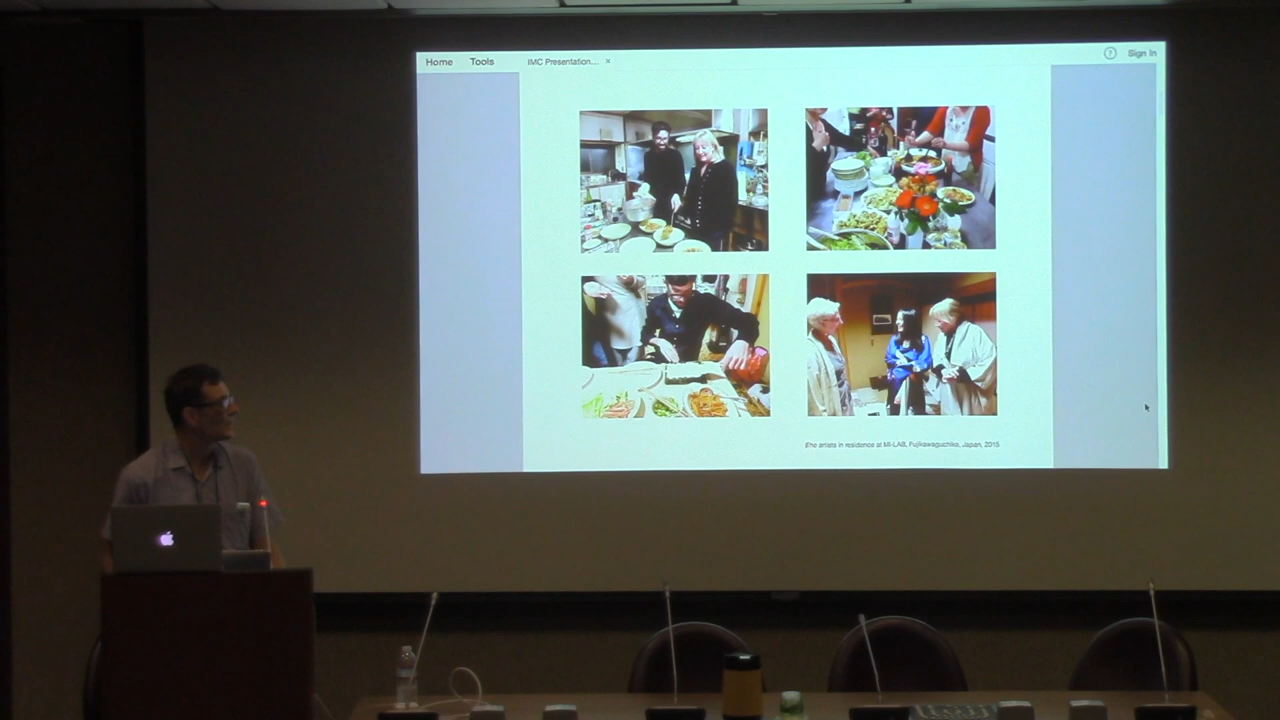 Home Tools IMC Presentation... × ? Sign In
The artists in residence at MI-LAB, Fujikawaguchiko, Japan, 2015